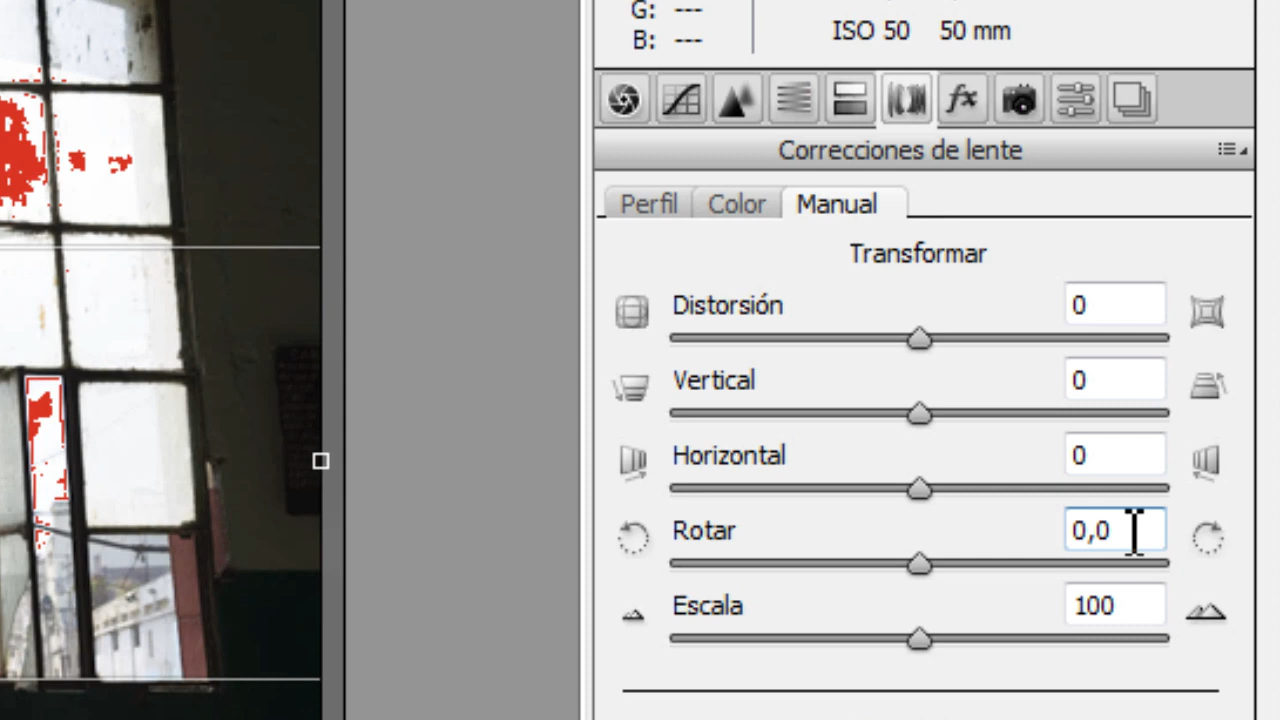 G: ---
B: ---
ISO 50 50 mm
fx
Correcciones de lente
Perfil Color Manual
Transformar
Distorsión 0
Vertical 0
Horizontal 0
Rotar 0,0
Escala 100